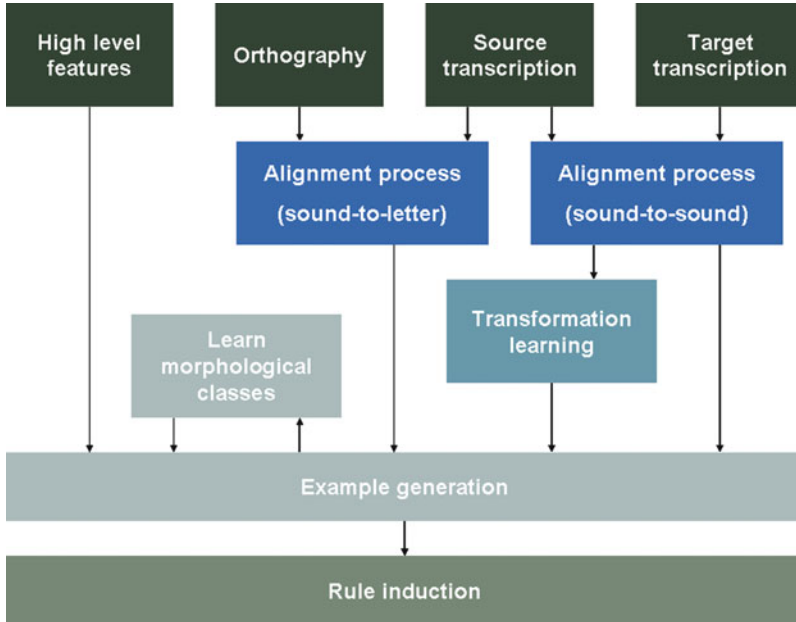 High level
features
Orthography
Source
transcription
Target
transcription
Alignment process
(sound-to-letter)
Alignment process
(sound-to-sound)
Transformation
learning
Learn
morphological
classes
Example generation
Rule induction